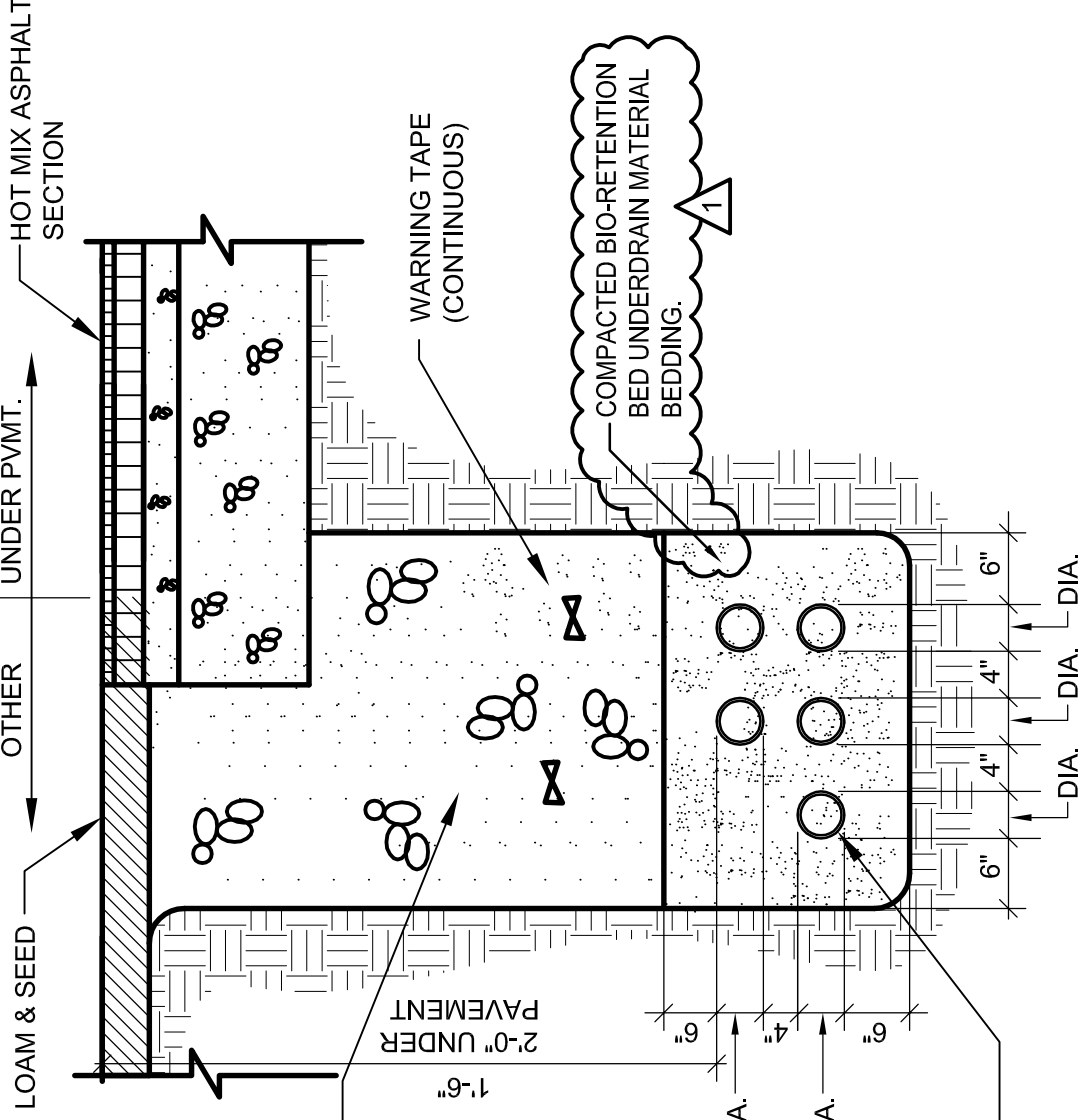 HOT MIX ASPHALT
SECTION
UNDER PVMT.
OTHER
LOAM & SEED
WARNING TAPE
(CONTINUOUS)
COMPACTED BIO-RETENTION
BED UNDERDRAIN MATERIAL
BEDDING.
1
2'-0" UNDER
PAVEMENT
1'-6"
6"
4"
6"
A.
A.
6"
4"
4"
6"
DIA.
DIA.
DIA.